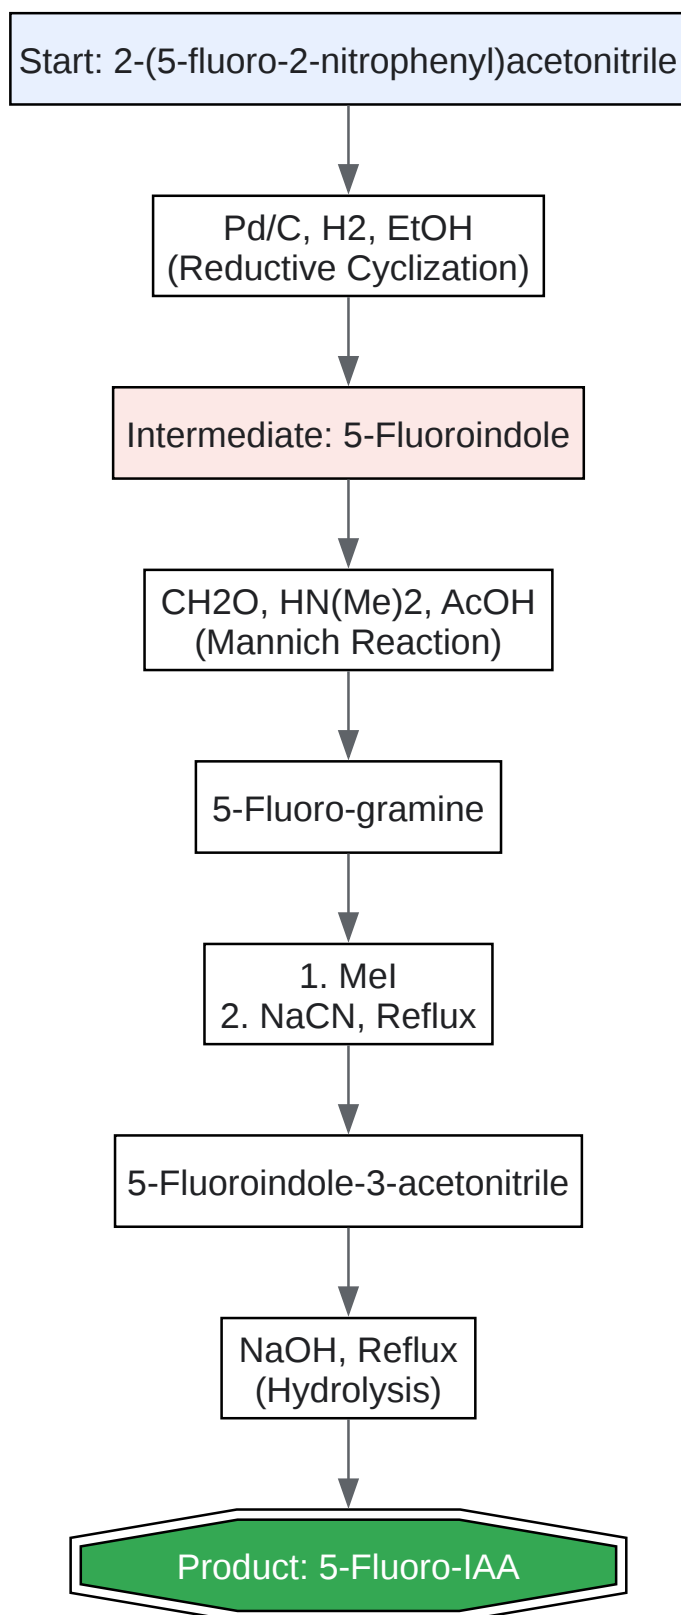 Start: 2-(5-fluoro-2-nitrophenyl)acetonitrile
Pd/C, H2, EtOH
(Reductive Cyclization)
Intermediate: 5-Fluoroindole
CH2O, HN(Me)2, AcOH
(Mannich Reaction)
5-Fluoro-gramine
1. MeI
2. NaCN, Reflux
5-Fluoroindole-3-acetonitrile
NaOH, Reflux
(Hydrolysis)
Product: 5-Fluoro-IAA